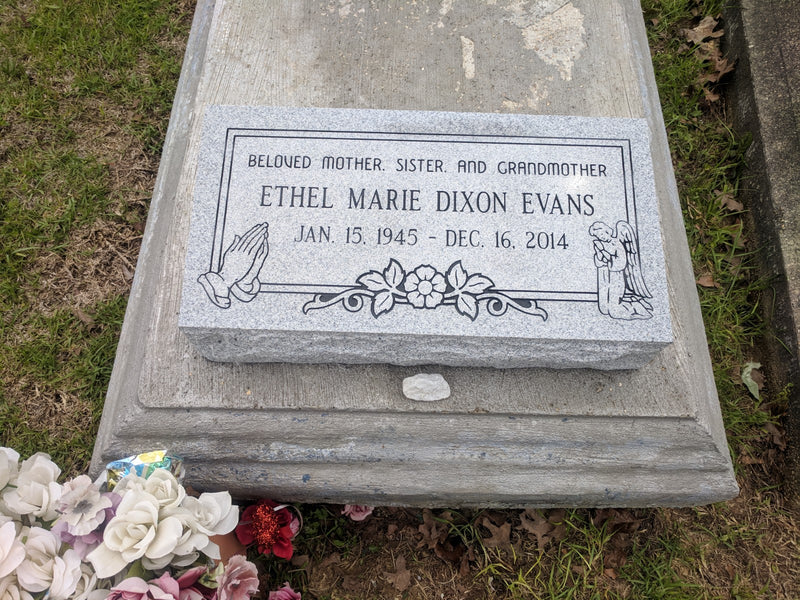 BELOVED MOTHER, SISTER, AND GRANDMOTHER
ETHEL MARIE DIXON EVANS
JAN. 15, 1945 - DEC. 16, 2014